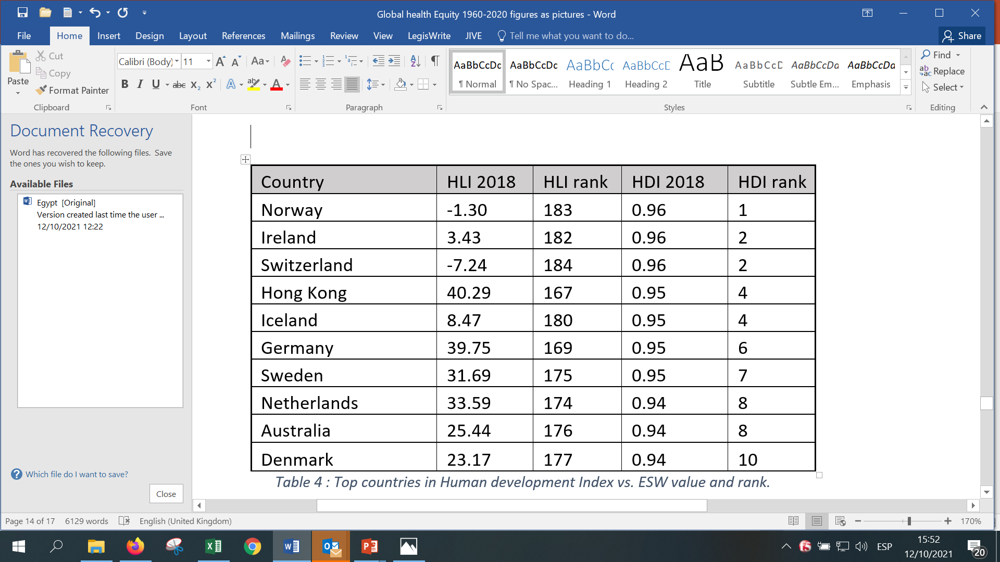 Global health Equity 1960-2020 figures as pictures - Word
File Home Insert Design Layout References Mailings Review View LegisWrite JIVE Tell me what you want to do... Share
Paste
Cut
Copy
Format Painter
Clipboard
Calibri (Body) 11
Font
Paragraph
AaBbCcDc AaBbCcDc AaBbCc AaBbCcD AaB AaBbCcD AaBbCcDa AaBbCcDa
¶ Normal ¶ No Spac... Heading 1 Heading 2 Title Subtitle Subtle Em... Emphasis
Styles
Find
Replace
Select
Editing
Document Recovery
Word has recovered the following files. Save
the ones you wish to keep.
Available Files
Egypt [Original]
Version created last time the user ...
12/10/2021 12:22
Which file do I want to save?
Close
Country HLI 2018 HLI rank HDI 2018 HDI rank
Norway -1.30 183 0.96 1
Ireland 3.43 182 0.96 2
Switzerland -7.24 184 0.96 2
Hong Kong 40.29 167 0.95 4
Iceland 8.47 180 0.95 4
Germany 39.75 169 0.95 6
Sweden 31.69 175 0.95 7
Netherlands 33.59 174 0.94 8
Australia 25.44 176 0.94 8
Denmark 23.17 177 0.94 10
Table 4 : Top countries in Human development Index vs. ESW value and rank.
Page 14 of 17 6129 words English (United Kingdom) 170%
ESP
15:52
12/10/2021
20